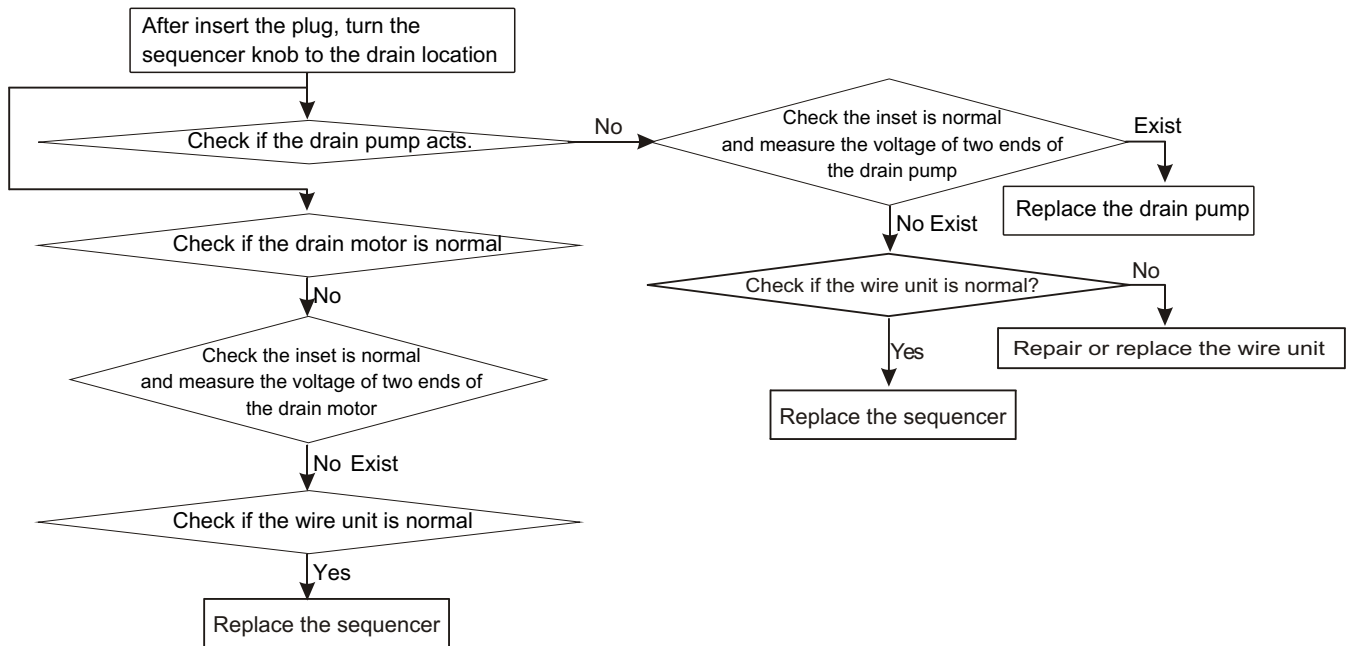 After insert the plug, turn the
sequencer knob to the drain location
Check if the drain pump acts.
No
Check the inset is normal
and measure the voltage of two ends of
the drain pump
Exist
Replace the drain pump
No Exist
Check if the wire unit is normal?
No
Repair or replace the wire unit
Yes
Replace the sequencer
Check if the drain motor is normal
No
Check the inset is normal
and measure the voltage of two ends of
the drain motor
No Exist
Check if the wire unit is normal
Yes
Replace the sequencer